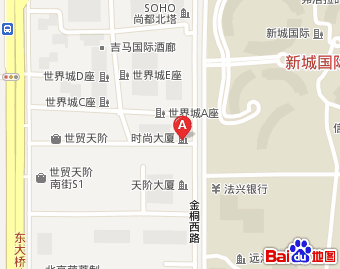 SOHO
尚都北塔
吉马国际酒廊
新城国际
新城国际
世界城D座
世界城E座
世界城C座
世界城A座
A
世贸天阶
时尚大厦
世贸天阶
南街S1
天阶大厦
法兴银行
金桐西路
东大桥
Bai du 地图